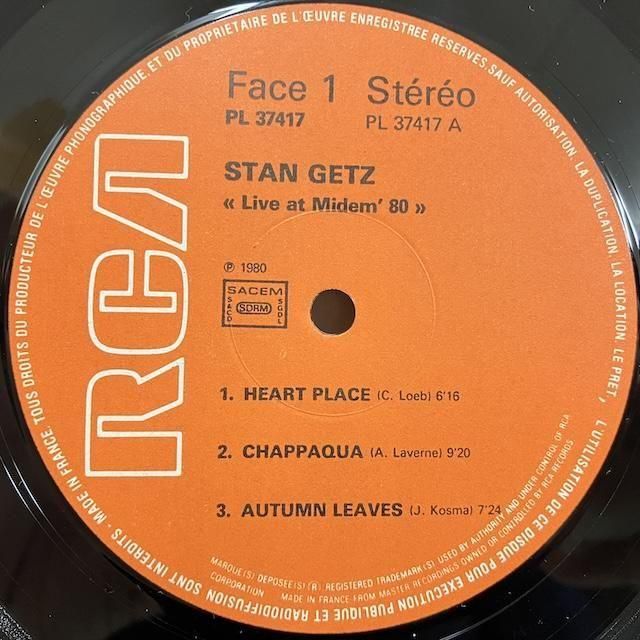 RCA
Face 1 Stéréo
PL 37417 PL 37417 A
STAN GETZ
« Live at Midem' 80 »
℗ 1980
SACEM
SACD SDRM SGDL
1. HEART PLACE (C. Loeb) 6'16
2. CHAPPAQUA (A. Laverne) 9'20
3. AUTUMN LEAVES (J. Kosma) 7'24
MADE IN FRANCE. TOUS DROITS DU PRODUCTEUR DE L'ŒUVRE PHONOGRAPHIQUE ET DU PROPRIETAIRE DE L'ŒUVRE ENREGISTREE RESERVES. SAUF AUTORISATION, LA DUPLICATION, LA LOCATION, LE PRET, L'UTILISATION DE CE DISQUE POUR EXECUTION PUBLIQUE ET RADIODIFFUSION SONT INTERDITS -
MARQUE(S) DEPOSEE(S) (R) REGISTERED TRADEMARK(S) USED BY AUTHORITY AND UNDER CONTROL OF RCA
CORPORATION MADE IN FRANCE FROM MASTER RECORDINGS OWNED OR CONTROLLED BY RCA RECORDS